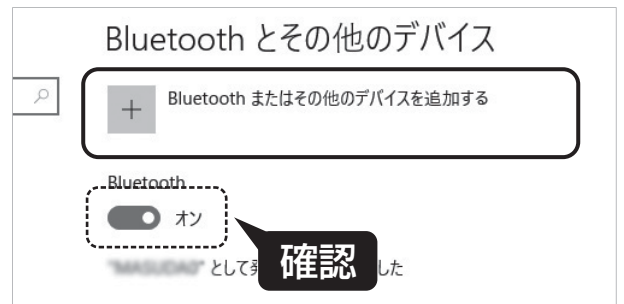 Bluetooth とその他のデバイス
Bluetooth またはその他のデバイスを追加する
Bluetooth
オン
確認
として発 した